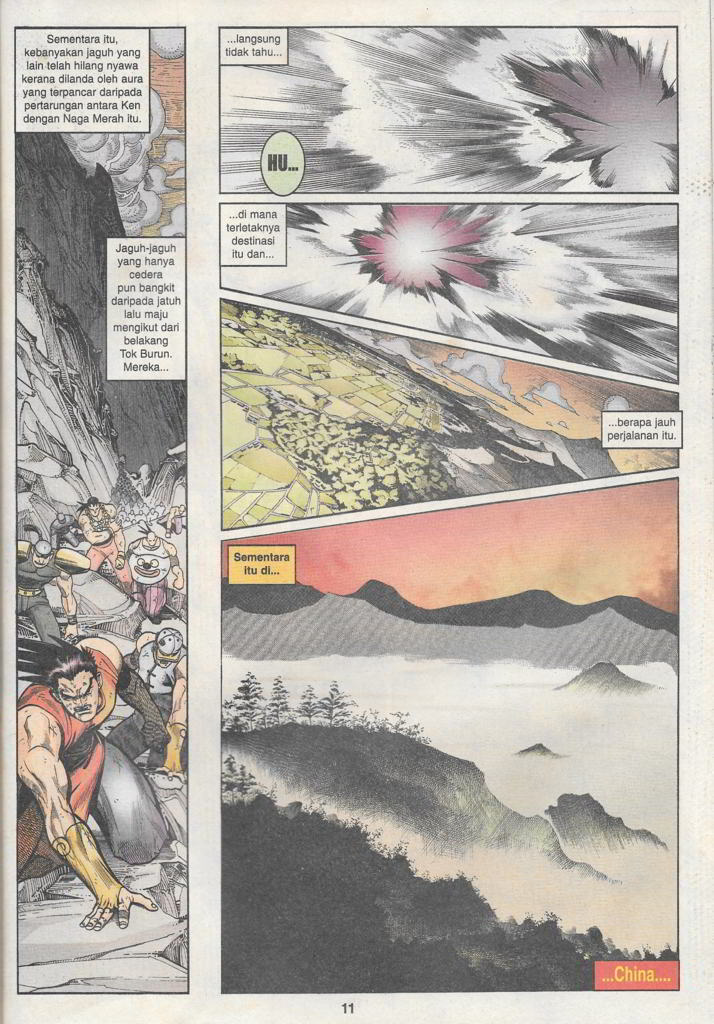 Sementara itu,
kebanyakan jaguh yang
lain telah hilang nyawa
kerana dilanda oleh aura
yang terpancar daripada
pertarungan antara Ken
dengan Naga Merah itu.
Jaguh-jaguh
yang hanya
cedera
pun bangkit
daripada jatuh
lalu maju
mengikut dari
belakang
Tok Burun.
Mereka...
...langsung
tidak tahu...
HU...
...di mana
terletaknya
destinasi
itu dan...
...berapa jauh
perjalanan itu.
Sementara
itu di...
...China....
11